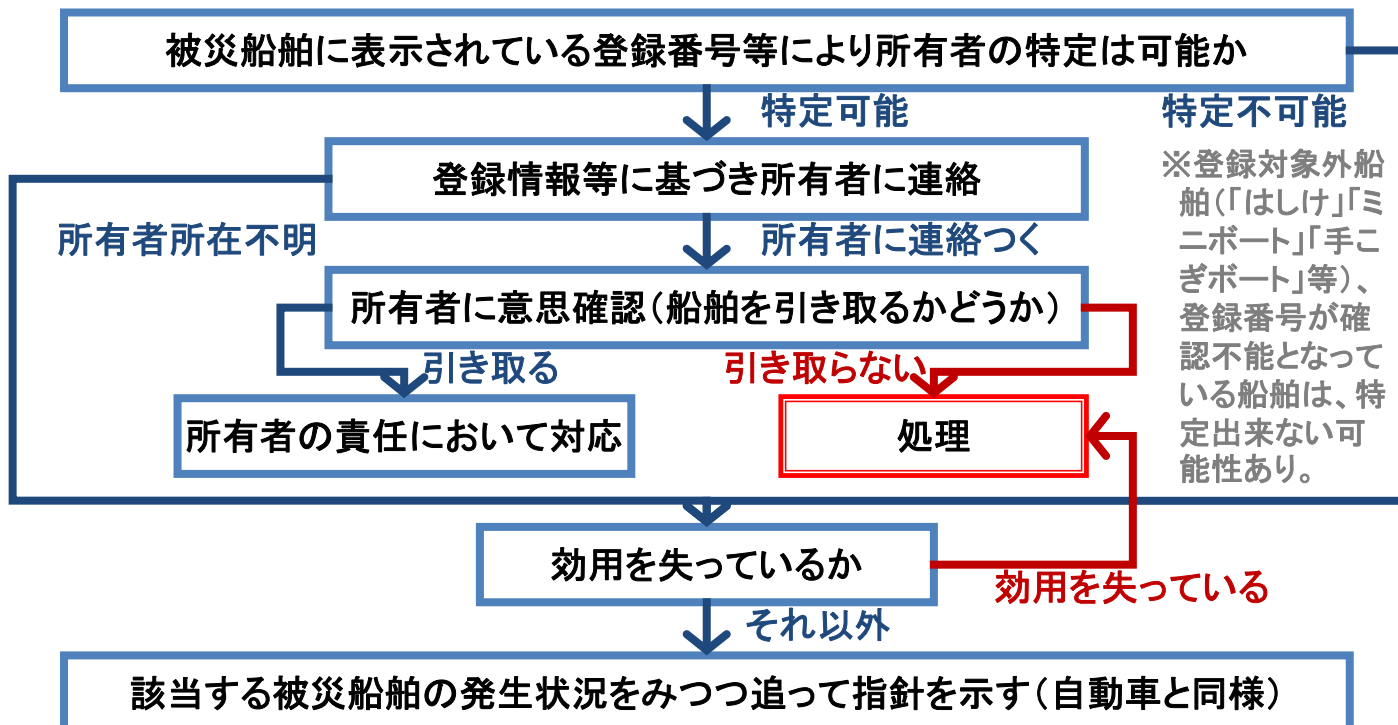 被災船舶に表示されている登録番号等により所有者の特定は可能か
特定可能
特定不可能
※登録対象外船
舶(「はしけ」「ミ
ニボート」「手こ
ぎボート」等)、
登録番号が確
認不能となって
いる船舶は、特
定出来ない可
能性あり。
登録情報等に基づき所有者に連絡
所有者所在不明
所有者に連絡つく
所有者に意思確認(船舶を引き取るかどうか)
引き取る
引き取らない
所有者の責任において対応
処理
効用を失っているか
効用を失っている
それ以外
該当する被災船舶の発生状況をみつつ追って指針を示す(自動車と同様)